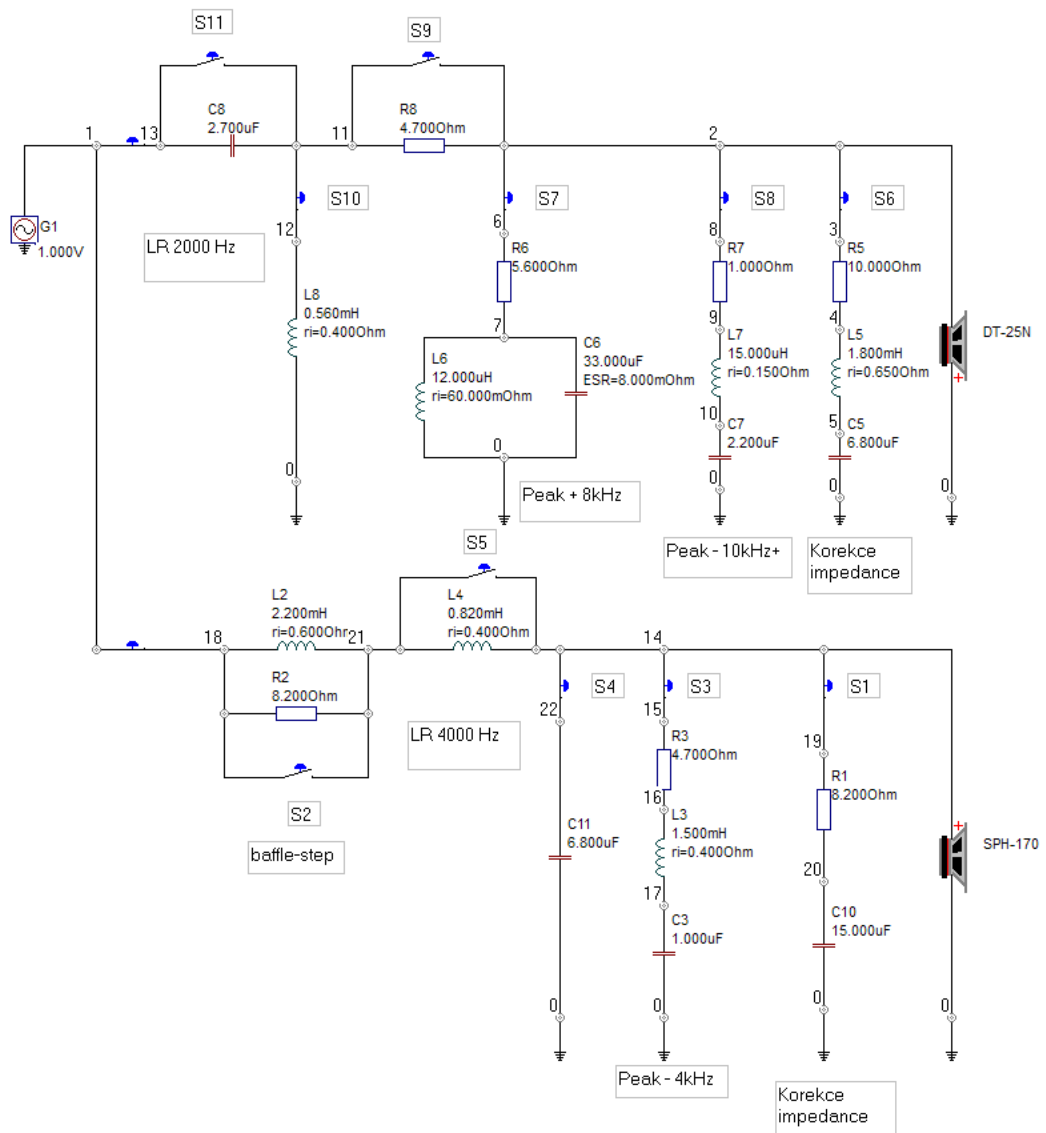 S11
S9
C8
2.700uF
R8
4.700Ohm
1
13
11
2
S10
S7
S8
S6
G1
1.000V
LR 2000 Hz
12
6
8
3
R6
5.600Ohm
R7
1.000Ohm
R5
10.000Ohm
L8
0.560mH
ri=0.400Ohm
7
9
4
DT-25N
+
L6
12.000uH
ri=60.000mOhm
C6
33.000uF
ESR=8.000mOhm
L7
15.000uH
ri=0.150Ohm
L5
1.800mH
ri=0.650Ohm
10
5
C7
2.200uF
C5
6.800uF
0
0
0
0
0
Peak + 8kHz
Peak - 10kHz+
Korekce
impedance
S5
L2
2.200mH
ri=0.600Ohr
L4
0.820mH
ri=0.400Ohm
18
21
14
R2
8.200Ohm
S4
S3
S1
22
15
19
LR 4000 Hz
R3
4.700Ohm
R1
8.200Ohm
S2
16
baffle-step
C11
6.800uF
L3
1.500mH
ri=0.400Ohm
+
SPH-170
20
17
C3
1.000uF
C10
15.000uF
0
0
0
0
Peak - 4kHz
Korekce
impedance